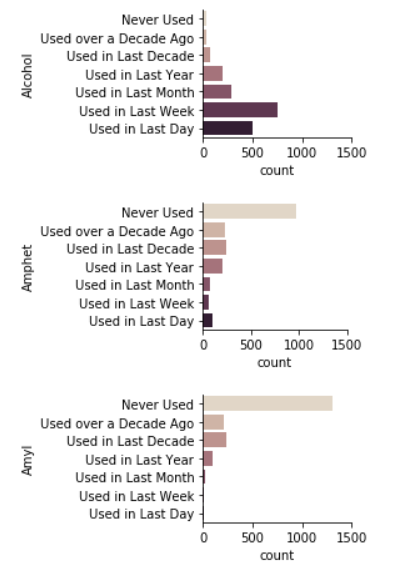 Alcohol
Never Used
Used over a Decade Ago
Used in Last Decade
Used in Last Year
Used in Last Month
Used in Last Week
Used in Last Day
0 500 1000 1500
count
Amphet
Never Used
Used over a Decade Ago
Used in Last Decade
Used in Last Year
Used in Last Month
Used in Last Week
Used in Last Day
0 500 1000 1500
count
Amyl
Never Used
Used over a Decade Ago
Used in Last Decade
Used in Last Year
Used in Last Month
Used in Last Week
Used in Last Day
0 500 1000 1500
count